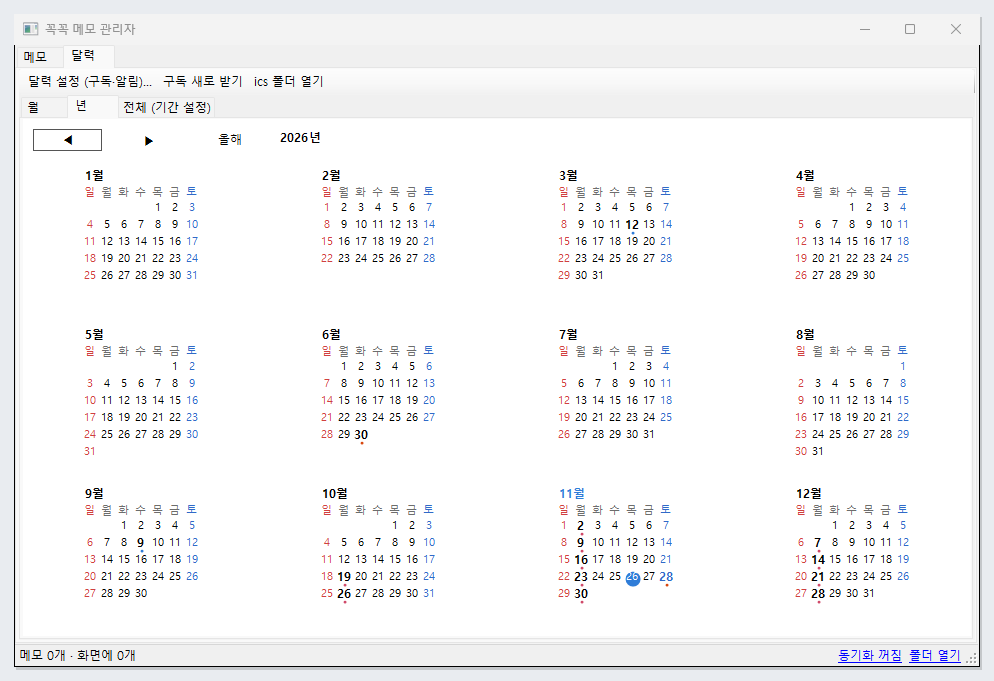 꼭꼭 메모 관리자
메모 달력
달력 설정 (구독·알림)... 구독 새로 받기 ics 폴더 열기
월 년 전체 (기간 설정)
◀ ▶ 올해 2026년
1월 2월 3월 4월
일 월 화 수 목 금 토 일 월 화 수 목 금 토 일 월 화 수 목 금 토 일 월 화 수 목 금 토
1 2 3 1 2 3 4 5 6 7 1 2 3 4 5 6 7 1 2 3 4
4 5 6 7 8 9 10 8 9 10 11 12 13 14 8 9 10 11 12 13 14 5 6 7 8 9 10 11
11 12 13 14 15 16 17 15 16 17 18 19 20 21 15 16 17 18 19 20 21 12 13 14 15 16 17 18
18 19 20 21 22 23 24 22 23 24 25 26 27 28 22 23 24 25 26 27 28 19 20 21 22 23 24 25
25 26 27 28 29 30 31 29 30 31 26 27 28 29 30
5월 6월 7월 8월
일 월 화 수 목 금 토 일 월 화 수 목 금 토 일 월 화 수 목 금 토 일 월 화 수 목 금 토
1 2 1 2 3 4 5 6 1 2 3 4 1
3 4 5 6 7 8 9 7 8 9 10 11 12 13 5 6 7 8 9 10 11 2 3 4 5 6 7 8
10 11 12 13 14 15 16 14 15 16 17 18 19 20 12 13 14 15 16 17 18 9 10 11 12 13 14 15
17 18 19 20 21 22 23 21 22 23 24 25 26 27 19 20 21 22 23 24 25 16 17 18 19 20 21 22
24 25 26 27 28 29 30 28 29 30 26 27 28 29 30 31 23 24 25 26 27 28 29
31 30 31
9월 10월 11월 12월
일 월 화 수 목 금 토 일 월 화 수 목 금 토 일 월 화 수 목 금 토 일 월 화 수 목 금 토
1 2 3 4 5 1 2 3 1 2 3 4 5 6 7 1 2 3 4 5
6 7 8 9 10 11 12 4 5 6 7 8 9 10 8 9 10 11 12 13 14 6 7 8 9 10 11 12
13 14 15 16 17 18 19 11 12 13 14 15 16 17 15 16 17 18 19 20 21 13 14 15 16 17 18 19
20 21 22 23 24 25 26 18 19 20 21 22 23 24 22 23 24 25 26 27 28 20 21 22 23 24 25 26
27 28 29 30 25 26 27 28 29 30 31 29 30 27 28 29 30 31
메모 0개 · 화면에 0개 동기화 꺼짐 폴더 열기